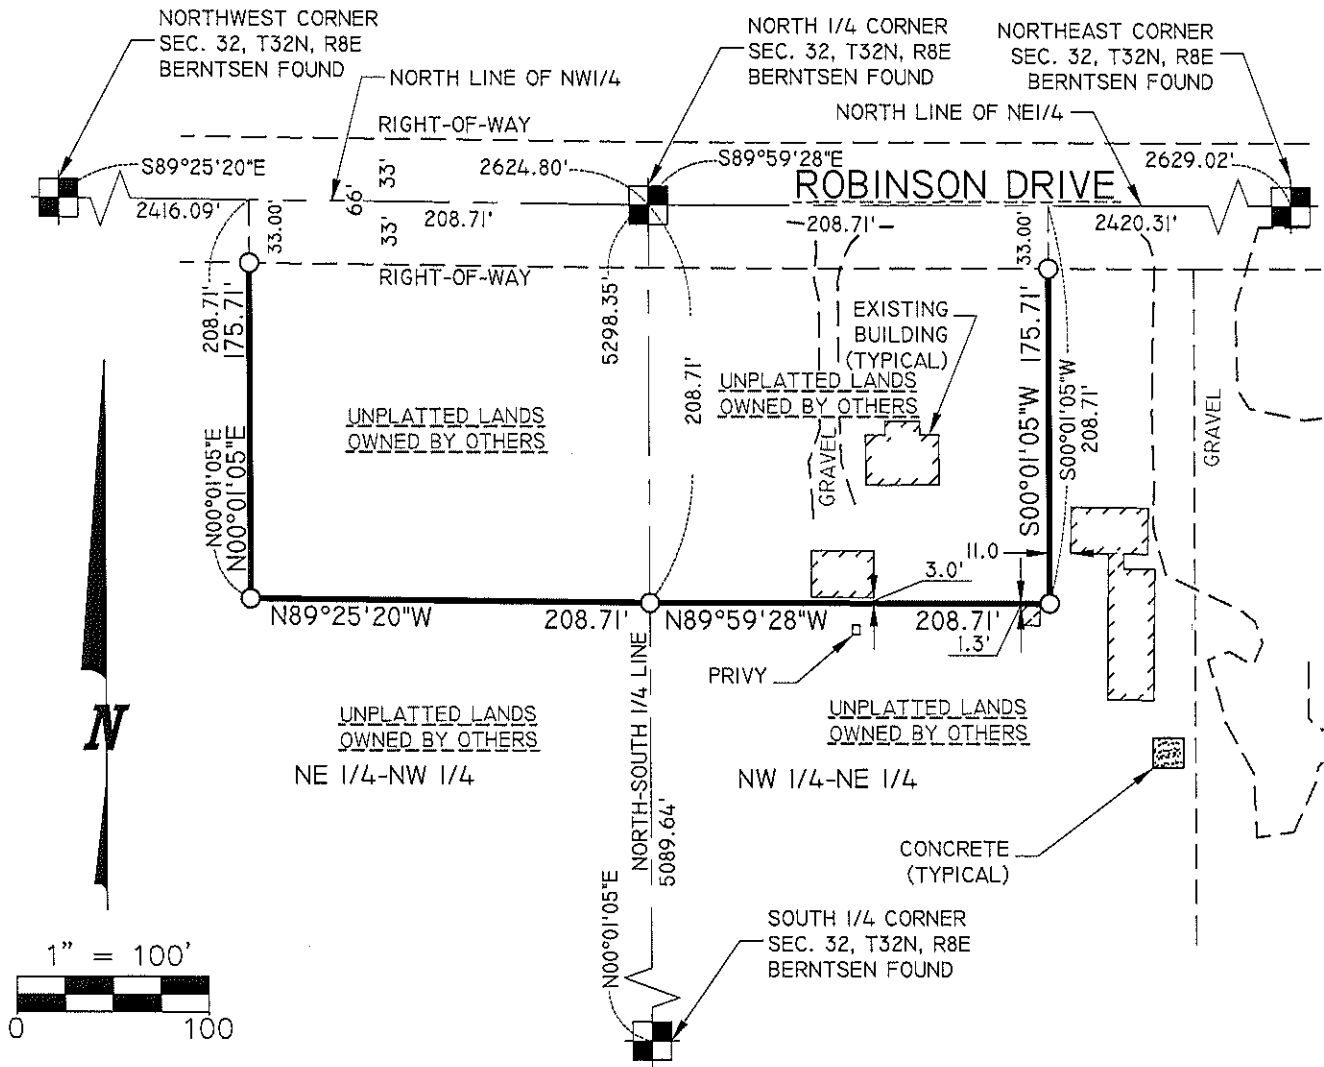 NORTHWEST CORNER
SEC. 32, T32N, R8E
BERNTSEN FOUND
NORTH 1/4 CORNER
SEC. 32, T32N, R8E
BERNTSEN FOUND
NORTHEAST CORNER
SEC. 32, T32N, R8E
BERNTSEN FOUND
NORTH LINE OF NW1/4
NORTH LINE OF NE1/4
RIGHT-OF-WAY
S89°25'20"E
33'
2624.80'
S89°59'28"E
2629.02'
ROBINSON DRIVE
66'
2416.09'
33.00'
33'
208.71'
208.71'
33.00'
2420.31'
RIGHT-OF-WAY
208.71'
175.71'
5298.35'
208.71'
EXISTING
BUILDING
(TYPICAL)
175.71'
UNPLATTED LANDS
OWNED BY OTHERS
UNPLATTED LANDS
OWNED BY OTHERS
GRAVEL
S00°01'05"W
S00°01'05"W
208.71'
GRAVEL
N00°01'05"E
N00°01'05"E
11.0
3.0'
N89°25'20"W
208.71'
N89°59'28"W
208.71'
1.3'
PRIVY
NORTH-SOUTH 1/4 LINE
UNPLATTED LANDS
OWNED BY OTHERS
UNPLATTED LANDS
OWNED BY OTHERS
N
NE 1/4-NW 1/4
NW 1/4-NE 1/4
5089.64'
N00°01'05"E
CONCRETE
(TYPICAL)
SOUTH 1/4 CORNER
SEC. 32, T32N, R8E
BERNTSEN FOUND
1" = 100'
0 100